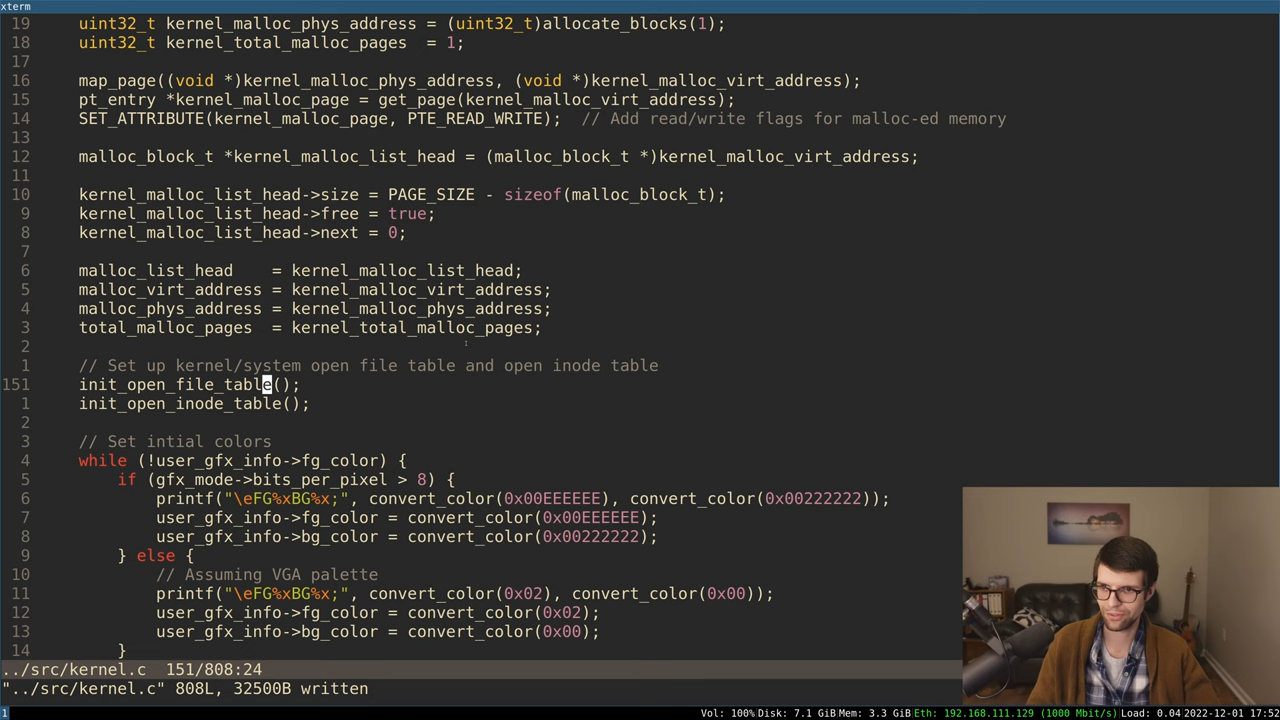 xterm
19     uint32_t kernel_malloc_phys_address = (uint32_t)allocate_blocks(1);
18     uint32_t kernel_total_malloc_pages  = 1;
17
16     map_page((void *)kernel_malloc_phys_address, (void *)kernel_malloc_virt_address);
15     pt_entry *kernel_malloc_page = get_page(kernel_malloc_virt_address);
14     SET_ATTRIBUTE(kernel_malloc_page, PTE_READ_WRITE);  // Add read/write flags for malloc-ed memory
13
12     malloc_block_t *kernel_malloc_list_head = (malloc_block_t *)kernel_malloc_virt_address;
11
10     kernel_malloc_list_head->size = PAGE_SIZE - sizeof(malloc_block_t);
9     kernel_malloc_list_head->free = true;
8     kernel_malloc_list_head->next = 0;
7
6     malloc_list_head    = kernel_malloc_list_head;
5     malloc_virt_address = kernel_malloc_virt_address;
4     malloc_phys_address = kernel_malloc_phys_address;
3     total_malloc_pages  = kernel_total_malloc_pages;
2
1     // Set up kernel/system open file table and open inode table
151     init_open_file_table();
1     init_open_inode_table();
2
3     // Set intial colors
4     while (!user_gfx_info->fg_color) {
5         if (gfx_mode->bits_per_pixel > 8) {
6             printf("\eFG%xBG%x;", convert_color(0x00EEEEEE), convert_color(0x00222222));
7             user_gfx_info->fg_color = convert_color(0x00EEEEEE);
8             user_gfx_info->bg_color = convert_color(0x00222222);
9         } else {
10             // Assuming VGA palette
11             printf("\eFG%xBG%x;", convert_color(0x02), convert_color(0x00));
12             user_gfx_info->fg_color = convert_color(0x02);
13             user_gfx_info->bg_color = convert_color(0x00);
14         }
../src/kernel.c  151/808:24
"../src/kernel.c" 808L, 32500B written
1 Vol: 100% Disk: 7.1 GiB Mem: 3.3 GiB Eth: 192.168.111.129 (1000 Mbit/s) Load: 0.04 2022-12-01 17:52